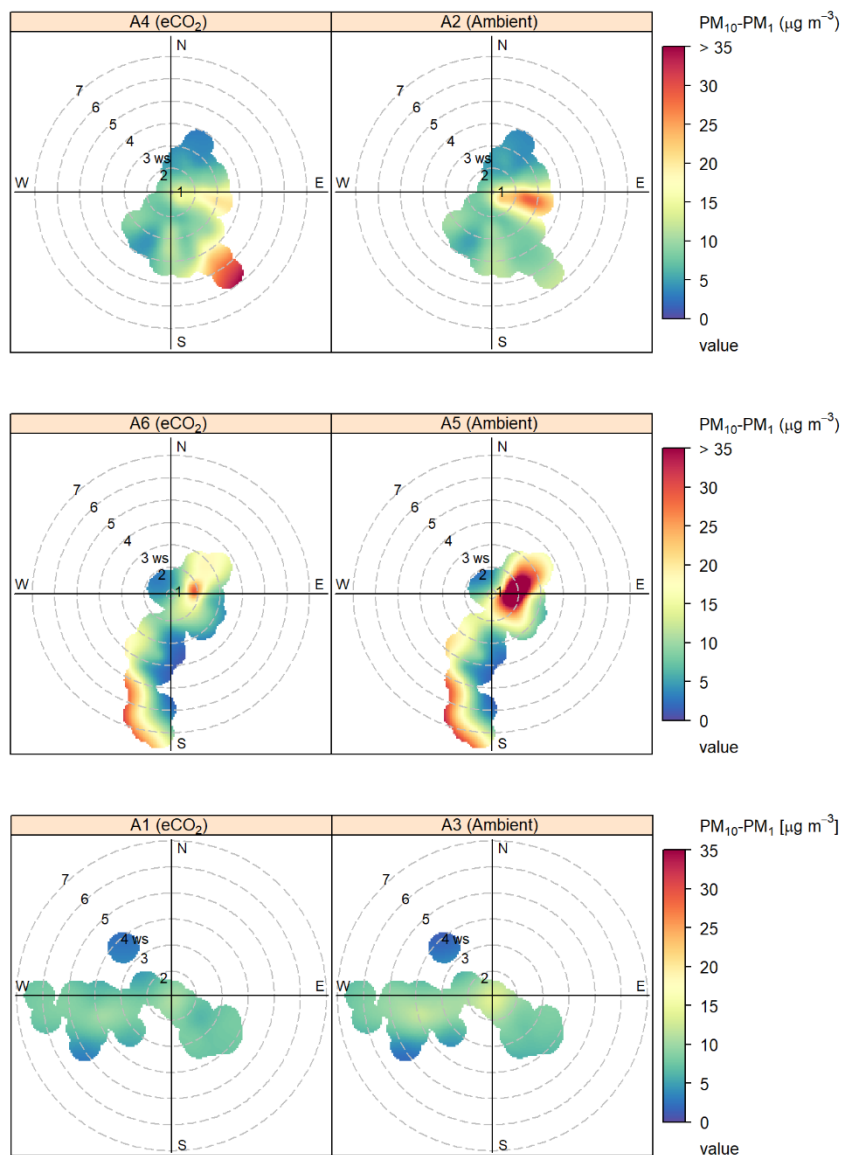 A4 (eCO₂)
A2 (Ambient)
PM₁₀-PM₁ (μg m⁻³)
N
7
6
5
4
3 ws
2
1
W
E
S
N
7
6
5
4
3 ws
2
1
W
E
S
> 35
30
25
20
15
10
5
0
value
A6 (eCO₂)
A5 (Ambient)
PM₁₀-PM₁ (μg m⁻³)
N
7
6
5
4
3 ws
2
1
W
E
S
N
7
6
5
4
3 ws
2
1
W
E
S
> 35
30
25
20
15
10
5
0
value
A1 (eCO₂)
A3 (Ambient)
PM₁₀-PM₁ [μg m⁻³]
N
7
6
5
4 ws
3
2
W
E
S
N
7
6
5
4 ws
3
2
W
E
S
35
30
25
20
15
10
5
0
value